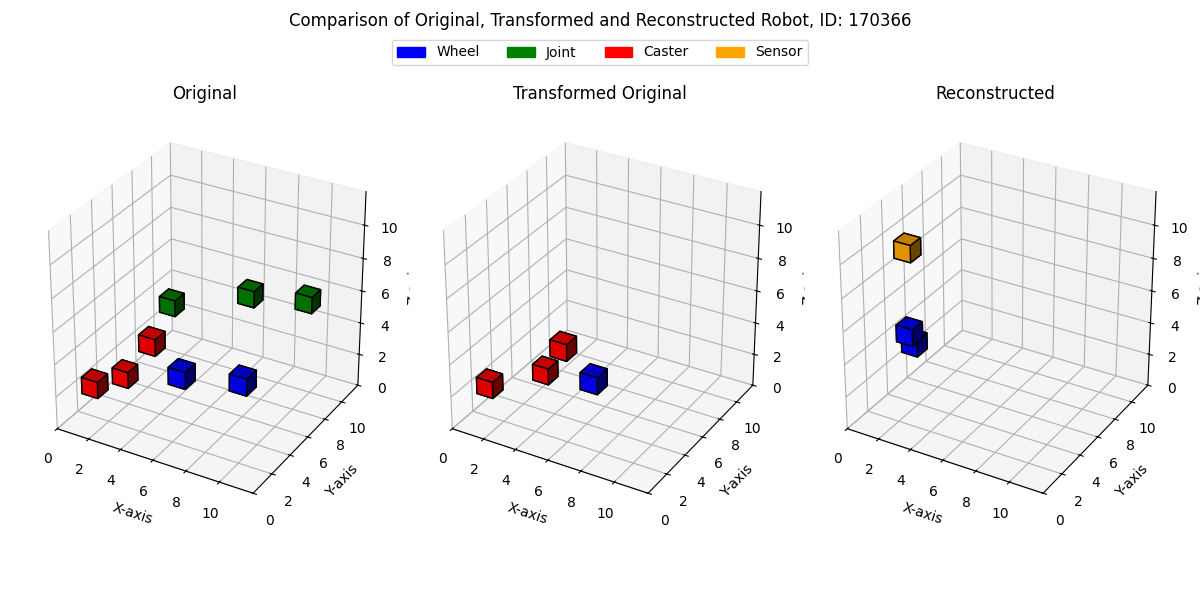 Comparison of Original, Transformed and Reconstructed Robot, ID: 170366
Wheel Joint Caster Sensor
Original Transformed Original Reconstructed
10 10 10
8 8 8
6 6 6
4 4 4
2 2 2
0 0 0
0 2 4 6 8 10 0 2 4 6 8 10 0 2 4 6 8 10
X-axis X-axis X-axis
0 2 4 6 8 10 0 2 4 6 8 10 0 2 4 6 8 10
Y-axis Y-axis Y-axis